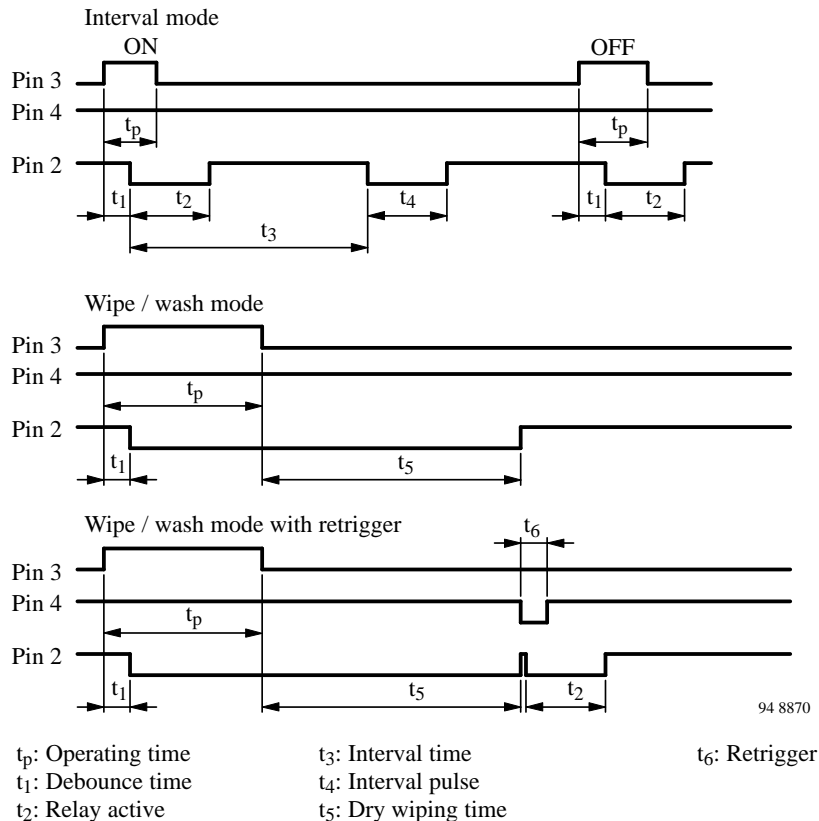 Interval mode
ON OFF
Pin 3
Pin 4
tp tp
Pin 2
t1 t2 t4 t1 t2
t3
Wipe / wash mode
Pin 3
Pin 4
tp
Pin 2
t1 t5
Wipe / wash mode with retrigger t6
Pin 3
Pin 4
tp
Pin 2
t1 t5 t2
94 8870
tp: Operating time t3: Interval time t6: Retrigger
t1: Debounce time t4: Interval pulse
t2: Relay active t5: Dry wiping time